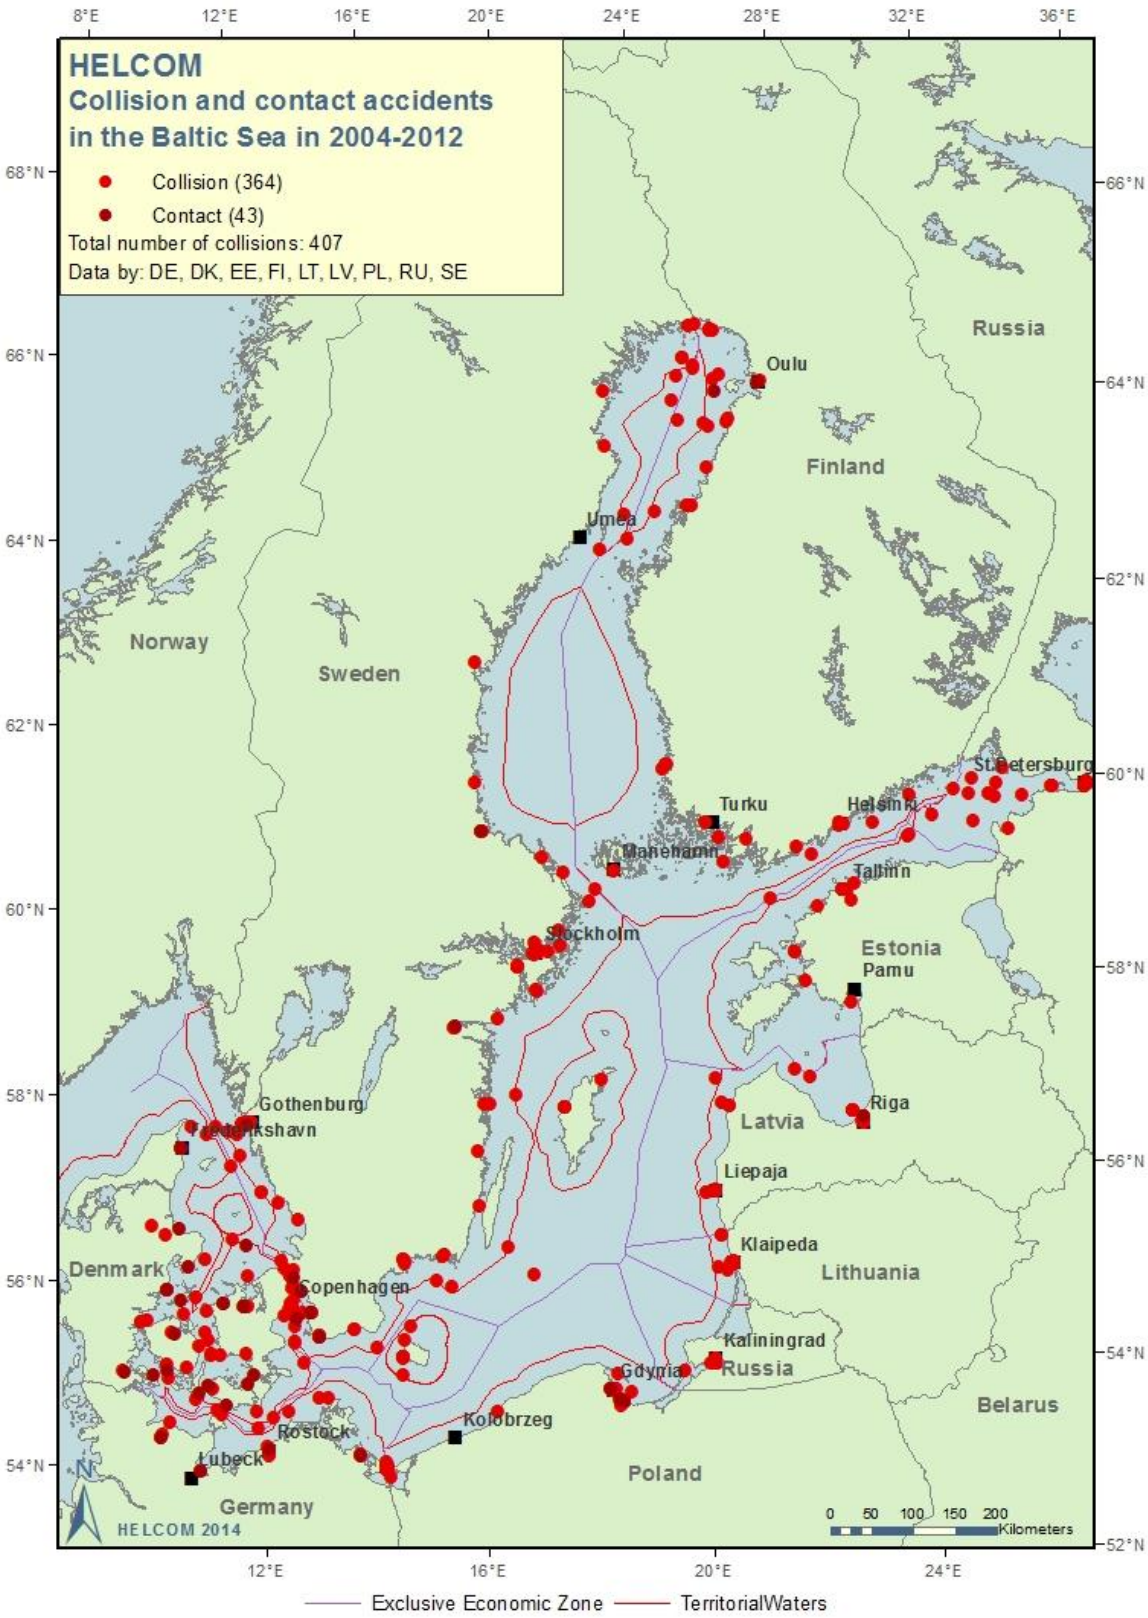 8°E 12°E 16°E 20°E 24°E 28°E 32°E 36°E
HELCOM
Collision and contact accidents
in the Baltic Sea in 2004-2012
Collision (364)
Contact (43)
Total number of collisions: 407
Data by: DE, DK, EE, FI, LT, LV, PL, RU, SE
68°N
66°N
Russia
66°N
Oulu
64°N
Finland
Umea
64°N
62°N
Norway
Sweden
62°N
St.Petersburg
60°N
Turku
Helsinki
Manehamn
Tallinn
60°N
Stockholm
Estonia
58°N
Parnu
58°N
Gothenburg
Riga
Latvia
Frederikshavn
56°N
Liepaja
Klaipeda
Denmark
Lithuania
56°N
Copenhagen
Kaliningrad
54°N
Russia
Gdynia
Belarus
Kolobrzeg
Rostock
Lubeck
54°N
Poland
N
Germany
0 50 100 150 200
Kilometers
HELCOM 2014
52°N
12°E 16°E 20°E 24°E
Exclusive Economic Zone TerritorialWaters